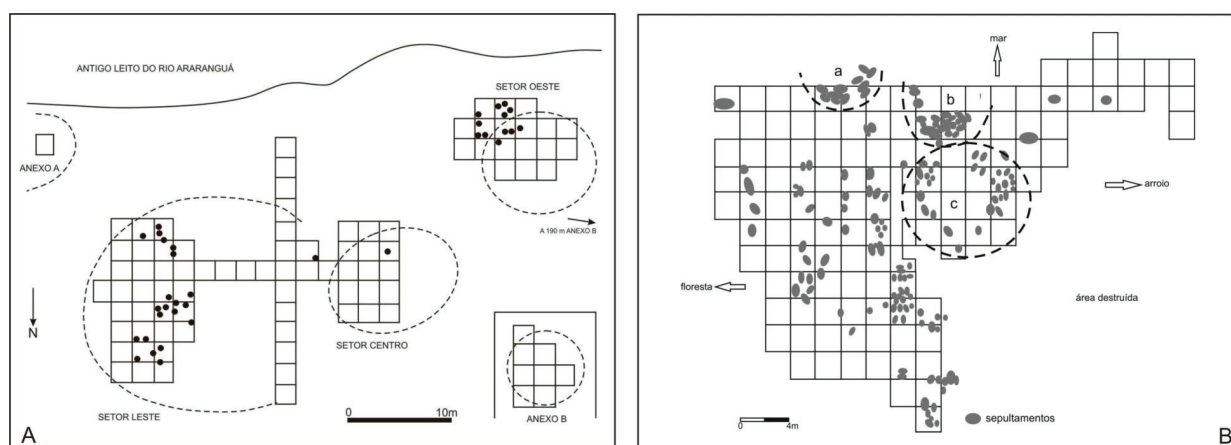 ANTIGO LEITO DO RIO ARARANGUÁ
SETOR OESTE
ANEXO A
A 190 m ANEXO B
N
SETOR CENTRO
SETOR LESTE
0 10m
ANEXO B
A
mar
a
b
arroio
c
floresta
área destruída
0 4m
sepultamentos
B